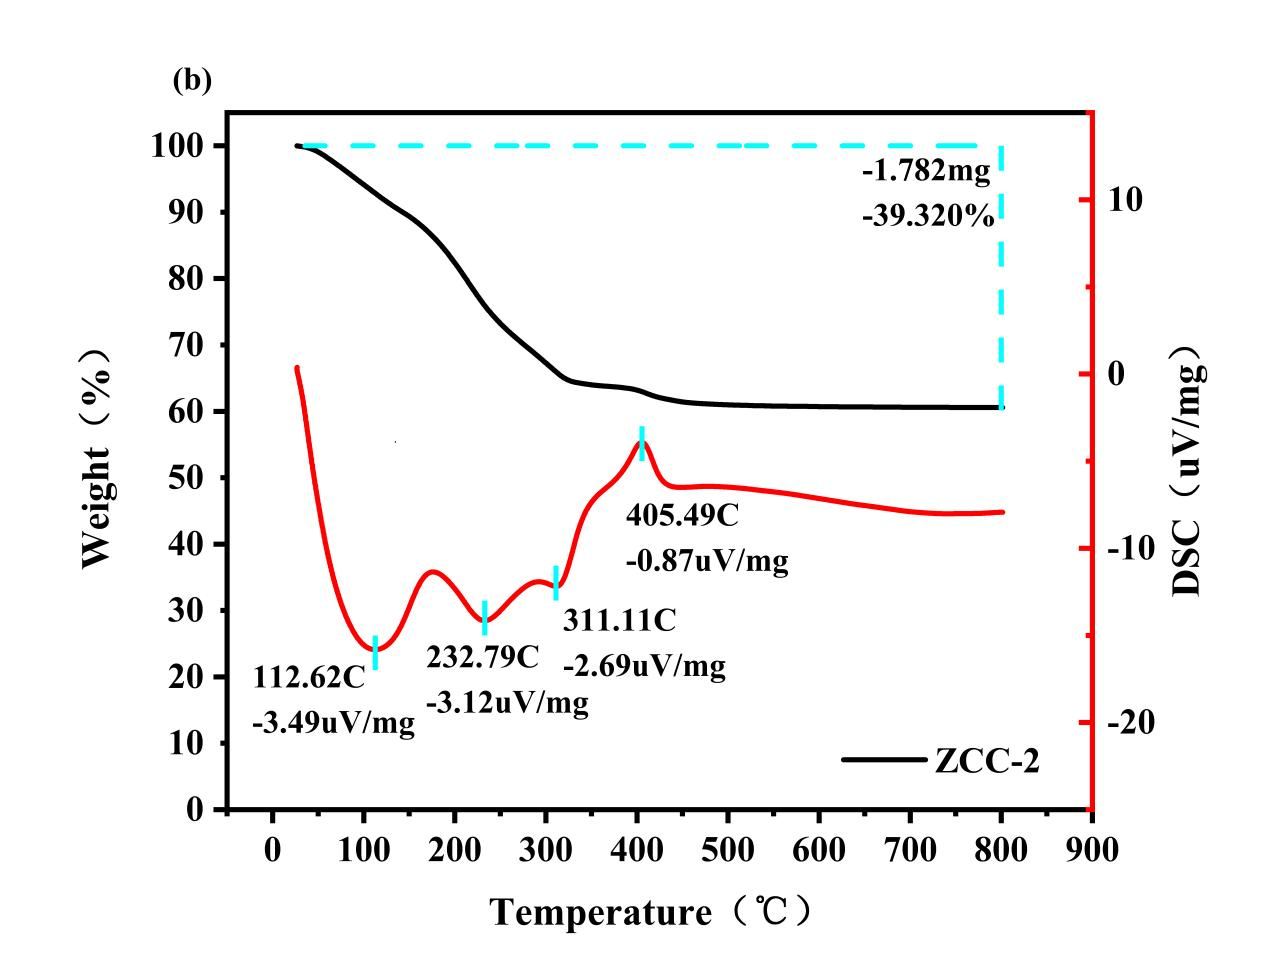 (b)
100
90
80
70
60
50
40
30
20
10
0
Weight（%）
-1.782mg
-39.320%
10
0
-10
-20
DSC（uV/mg）
405.49C
-0.87uV/mg
311.11C
-2.69uV/mg
232.79C
-3.12uV/mg
112.62C
-3.49uV/mg
ZCC-2
0 100 200 300 400 500 600 700 800 900
Temperature（℃）